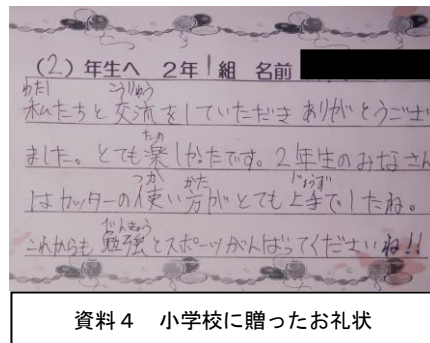 (2)年生へ 2年1組 名前
わたし こうりゅう
私たちと交流をしていただき ありがとうござい
たの
ました。とても楽しかったです。2年生のみなさん
つか かた じょうず
はカッターの使い方がとても上手でしたね。
べんきょう
これからも勉強とスポーツがんばってくださいね!!
資料4 小学校に贈ったお礼状